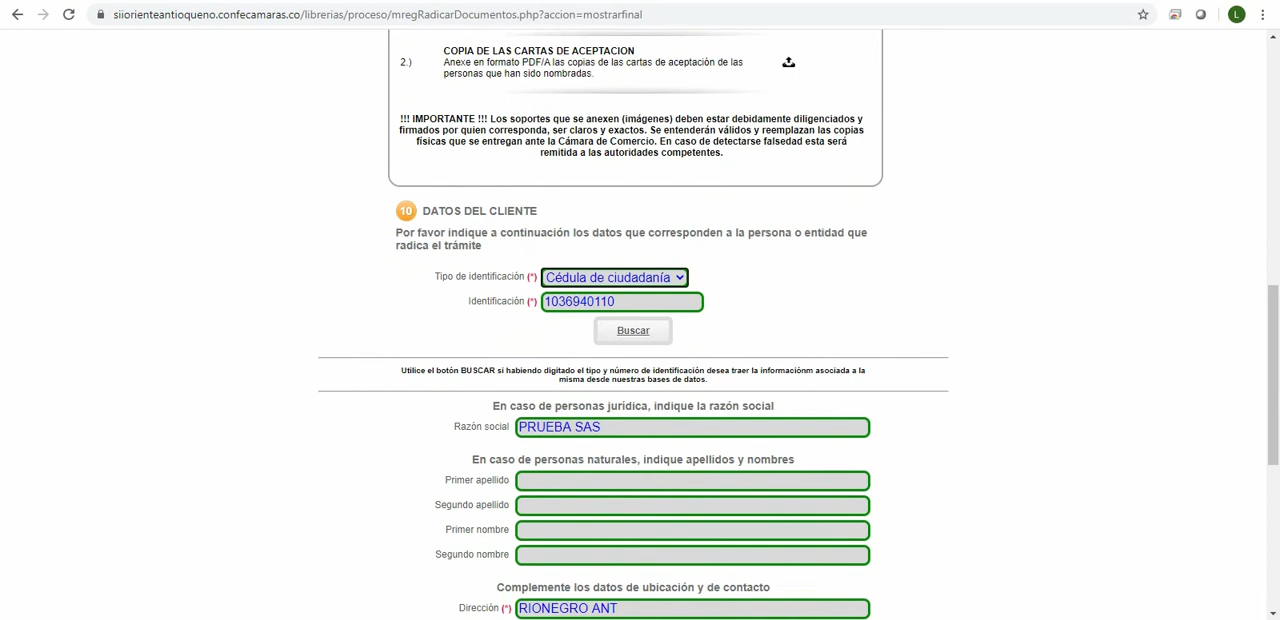 siiorienteantioqueno.confecamaras.co/librerias/proceso/mregRadicarDocumentos.php?accion=mostrarfinal
L
2.)
COPIA DE LAS CARTAS DE ACEPTACION
Anexe en formato PDF/A las copias de las cartas de aceptación de las
personas que han sido nombradas.
!!! IMPORTANTE !!! Los soportes que se anexen (imágenes) deben estar debidamente diligenciados y
firmados por quien corresponda, ser claros y exactos. Se entenderán válidos y reemplazan las copias
físicas que se entregan ante la Cámara de Comercio. En caso de detectarse falsedad esta será
remitida a las autoridades competentes.
10 DATOS DEL CLIENTE
Por favor indique a continuación los datos que corresponden a la persona o entidad que
radica el trámite
Tipo de identificación (*) Cédula de ciudadanía
Identificación (*) 1036940110
Buscar
Utilice el botón BUSCAR si habiendo digitado el tipo y número de identificación desea traer la informaciónm asociada a la
misma desde nuestras bases de datos.
En caso de personas jurídica, indique la razón social
Razón social PRUEBA SAS
En caso de personas naturales, indique apellidos y nombres
Primer apellido
Segundo apellido
Primer nombre
Segundo nombre
Complemente los datos de ubicación y de contacto
Dirección (*) RIONEGRO ANT